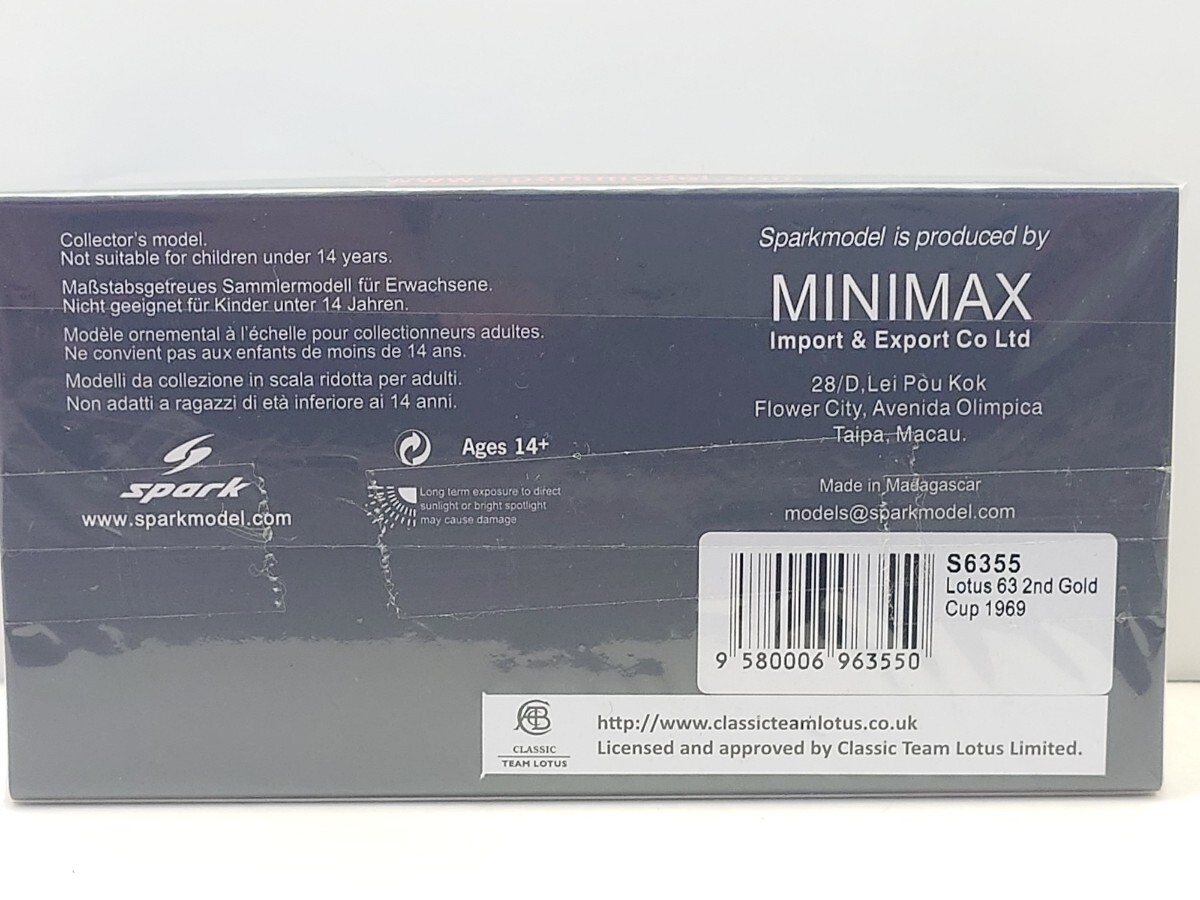 www.sparkmodel.com
Collector's model.
Not suitable for children under 14 years.
Maßstabsgetreues Sammlermodell für Erwachsene.
Nicht geeignet für Kinder unter 14 Jahren.
Modèle ornemental à l'échelle pour collectionneurs adultes.
Ne convient pas aux enfants de moins de 14 ans.
Modelli da collezione in scala ridotta per adulti.
Non adatti a ragazzi di età inferiore ai 14 anni.
spark
www.sparkmodel.com
Ages 14+
Long term exposure to direct
sunlight or bright spotlight
may cause damage
Sparkmodel is produced by
MINIMAX
Import & Export Co Ltd
28/D,Lei Pou Kok
Flower City, Avenida Olimpica
Taipa, Macau.
Made in Madagascar
models@sparkmodel.com
S6355
Lotus 63 2nd Gold
Cup 1969
9 580006 963550
CLASSIC
TEAM LOTUS
http://www.classicteamlotus.co.uk
Licensed and approved by Classic Team Lotus Limited.